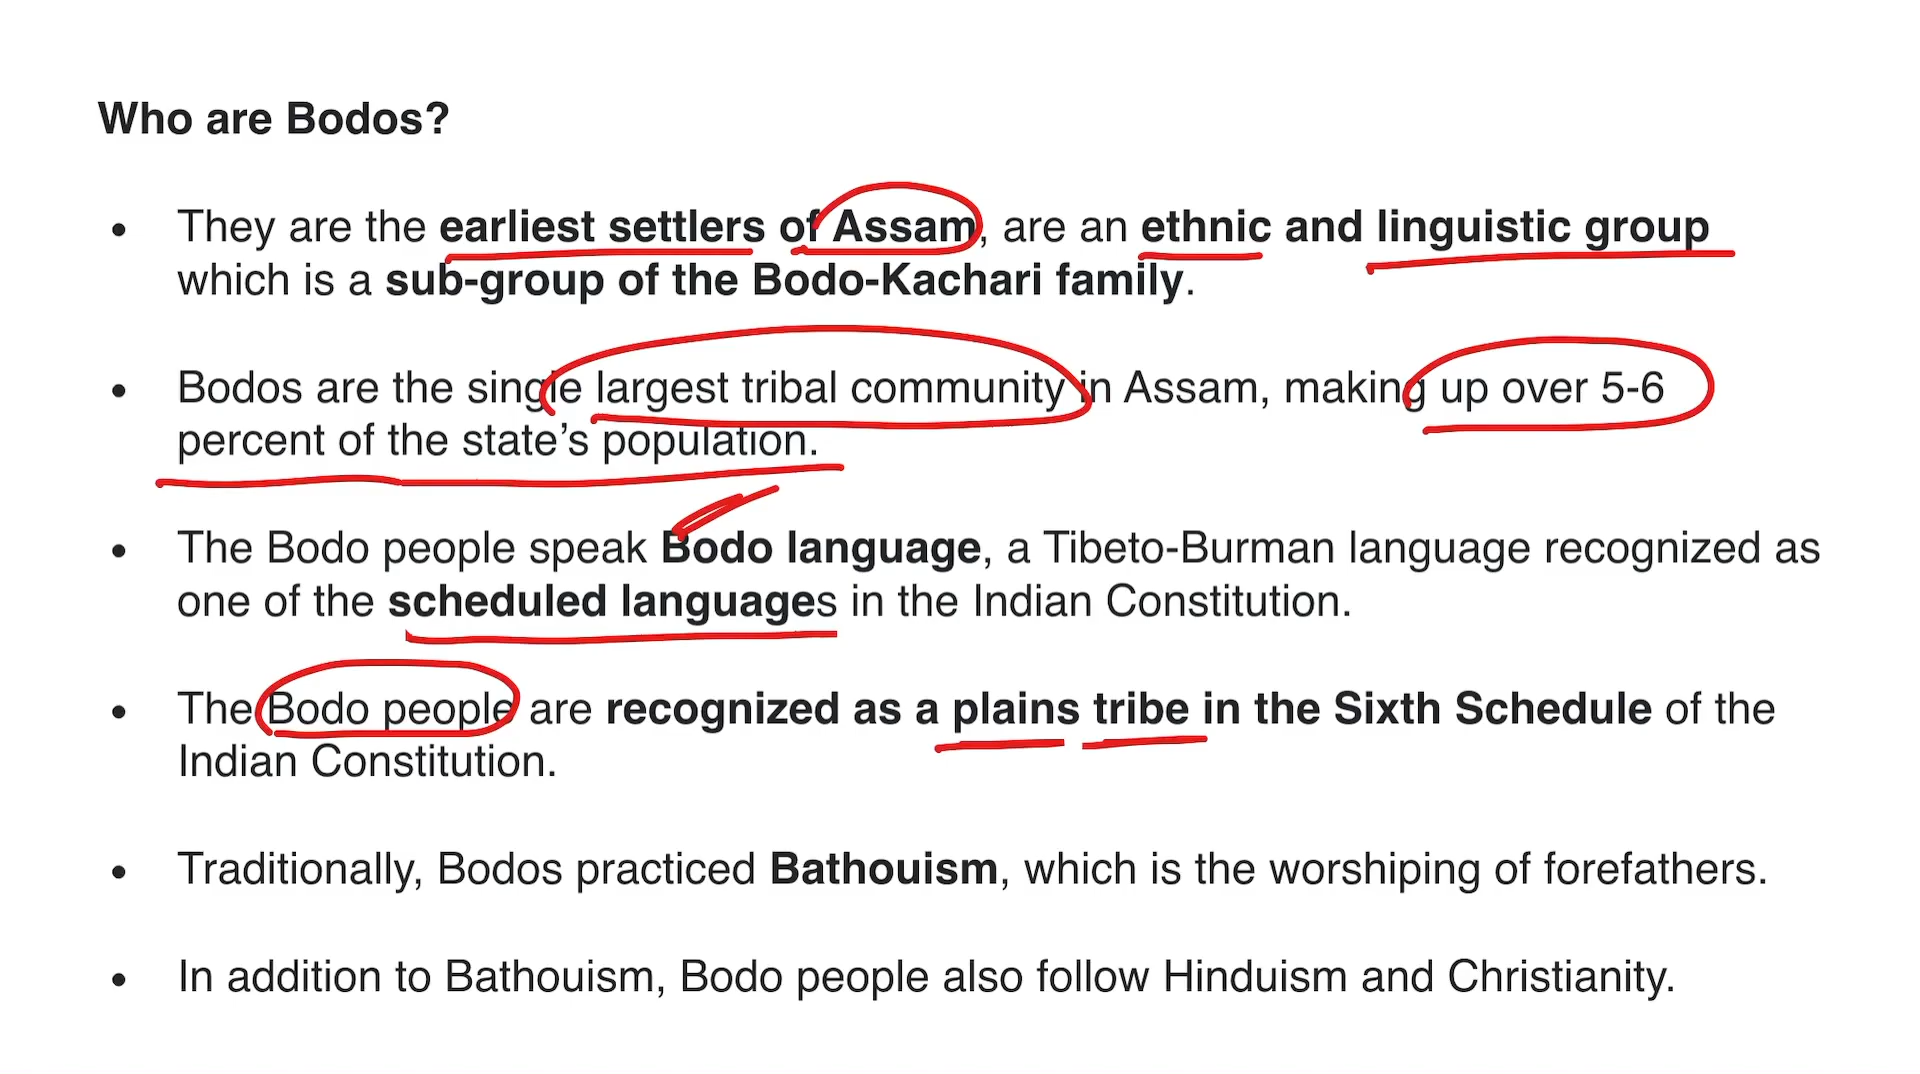 Who are Bodos?
• They are the earliest settlers of Assam, are an ethnic and linguistic group
which is a sub-group of the Bodo-Kachari family.
• Bodos are the single largest tribal community in Assam, making up over 5-6
percent of the state’s population.
• The Bodo people speak Bodo language, a Tibeto-Burman language recognized as
one of the scheduled languages in the Indian Constitution.
• The Bodo people are recognized as a plains tribe in the Sixth Schedule of the
Indian Constitution.
• Traditionally, Bodos practiced Bathouism, which is the worshiping of forefathers.
• In addition to Bathouism, Bodo people also follow Hinduism and Christianity.